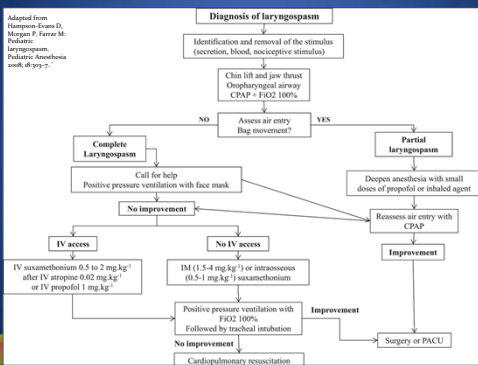 Adapted from
Hampson-Evans D,
Morgan P, Farrar M:
Pediatric
laryngospasm.
Pediatric Anesthesia
2008; 18:303-7.
Diagnosis of laryngospasm
Identification and removal of the stimulus
(secretion, blood, nociceptive stimulus)
Chin lift and jaw thrust
Oropharyngeal airway
CPAP + FiO2 100%
NO
Assess air entry
Bag movement?
YES
Complete
Laryngospasm
Partial
laryngospasm
Call for help
Positive pressure ventilation with face mask
Deepen anesthesia with small
doses of propofol or inhaled agent
No improvement
Reassess air entry with
CPAP
IV access
No IV access
Improvement
IV suxamethonium 0.5 to 2 mg.kg-1
after IV atropine 0.02 mg.kg-1
or IV propofol 1 mg.kg-1
IM (1.5-4 mg.kg-1) or intraosseous
(0.5-1 mg.kg-1) suxamethonium
Positive pressure ventilation with
FiO2 100%
Followed by tracheal intubation
Improvement
No improvement
Surgery or PACU
Cardiopulmonary resuscitation